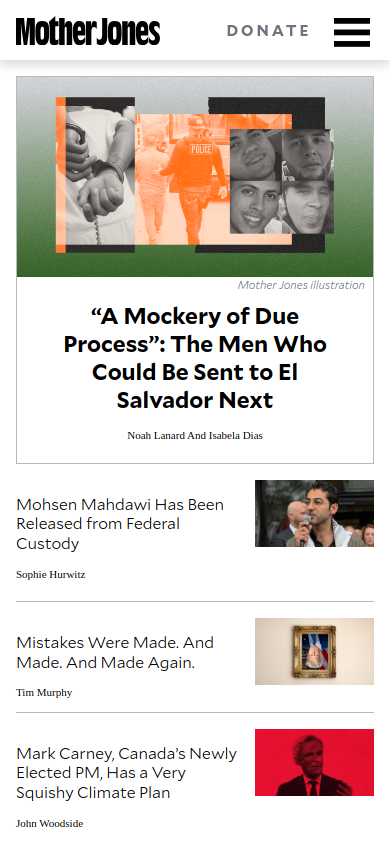 Mother Jones
DONATE
POLICE
Mother Jones illustration
“A Mockery of Due
Process”: The Men Who
Could Be Sent to El
Salvador Next
Noah Lanard And Isabela Dias
Mohsen Mahdawi Has Been
Released from Federal
Custody
Sophie Hurwitz
Mistakes Were Made. And
Made. And Made Again.
Tim Murphy
Mark Carney, Canada’s Newly
Elected PM, Has a Very
Squishy Climate Plan
John Woodside